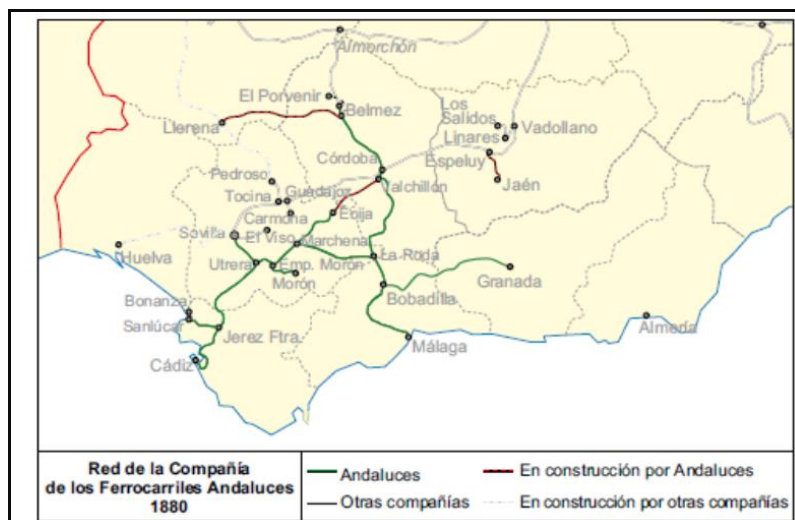 Almorchón
El Porvenir
Belmez
Llerena
Los
Salidos
Linares
Vadollano
Espeluy
Jaén
Córdoba
Valchillón
Pedroso
Tocina
Guadajoz
Carmona
Écija
Sevilla
El Viso
Marchena
Huelva
Utrera
Emp. Morón
Morón
La Roda
Bobadilla
Granada
Bonanza
Sanlúcar
Jerez Ftra.
Cádiz
Málaga
Almería
Red de la Compañía
de los Ferrocarriles Andaluces
1880
Andaluces
En construcción por Andaluces
Otras compañías
En construcción por otras compañías